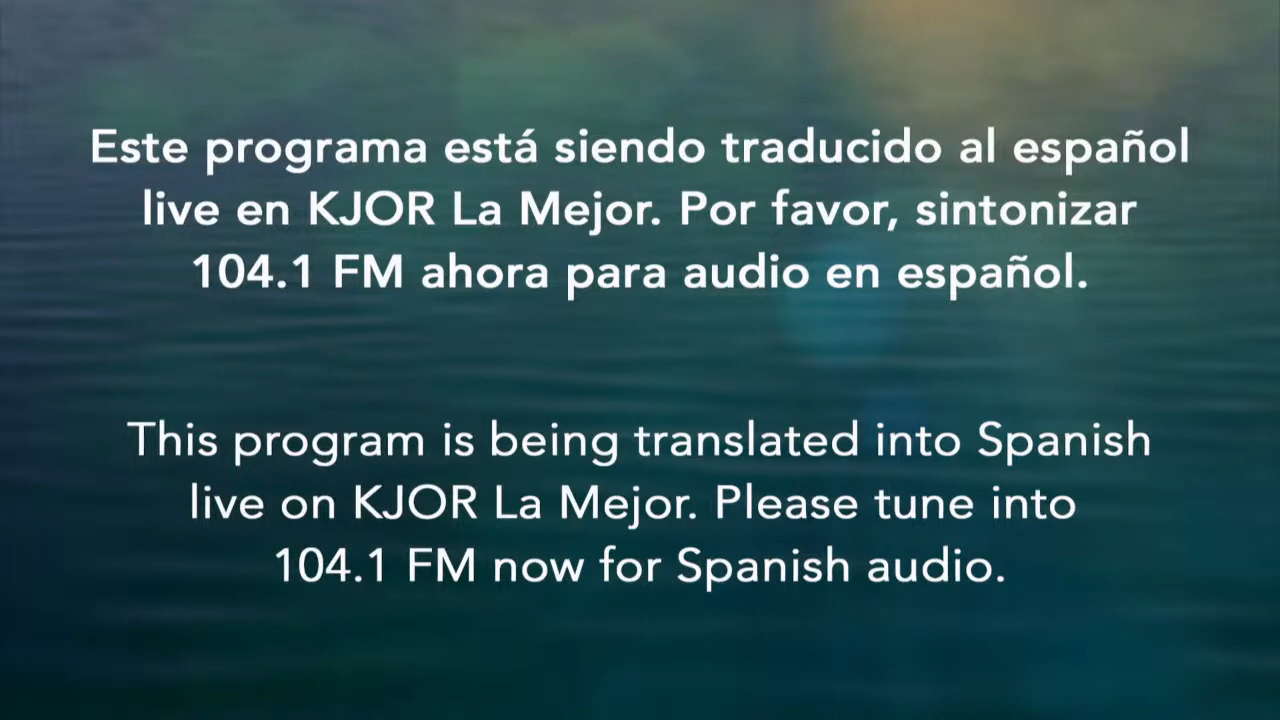 Este programa está siendo traducido al español
live en KJOR La Mejor. Por favor, sintonizar
104.1 FM ahora para audio en español.
This program is being translated into Spanish
live on KJOR La Mejor. Please tune into
104.1 FM now for Spanish audio.